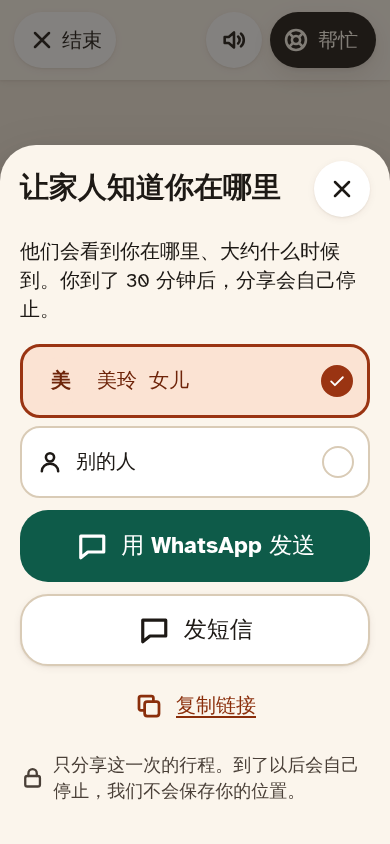 结束
帮忙
让家人知道你在哪里
他们会看到你在哪里、大约什么时候
到。你到了 30 分钟后，分享会自己停
止。
美 美玲 女儿
别的人
用 WhatsApp 发送
发短信
复制链接
只分享这一次的行程。到了以后会自己
停止，我们不会保存你的位置。